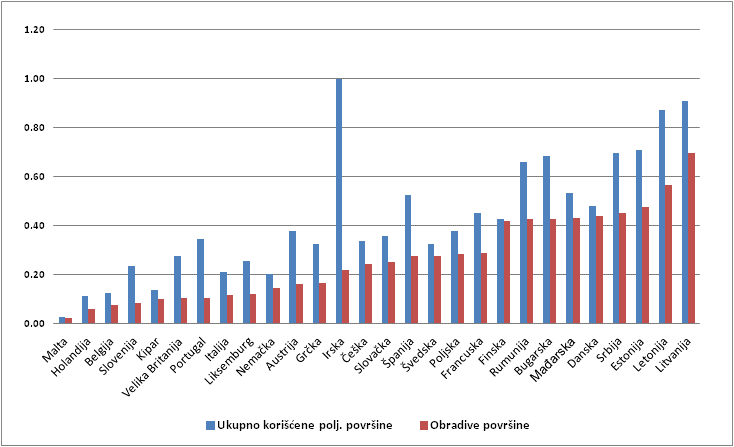 1.20
1.00
0.80
0.60
0.40
0.20
0.00
Malta
Holandija
Belgija
Slovenija
Kipar
Velika Britanija
Portugal
Italija
Liksemburg
Nemačka
Austrija
Grčka
Irska
Češka
Slovačka
Španija
Švedska
Poljska
Francuska
Finska
Rumunija
Bugarska
Mađarska
Danska
Srbija
Estonija
Letonija
Litvanija
Ukupno korišćene polj. površine Obradive površine